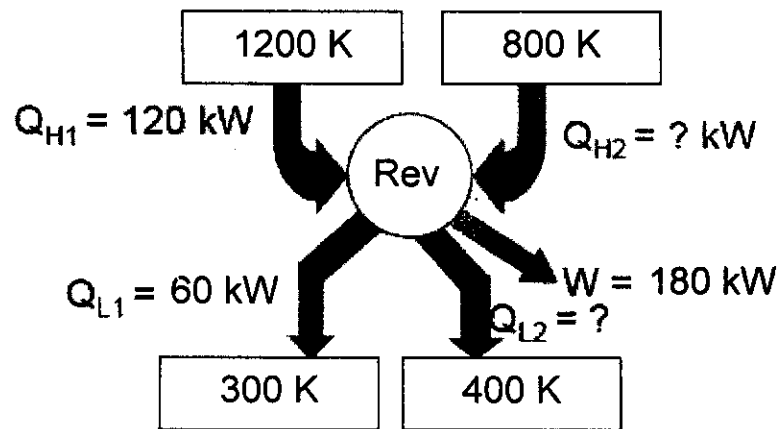 1200 K
800 K
Q_H1 = 120 kW
Q_H2 = ? kW
Rev
Q_L1 = 60 kW
W = 180 kW
Q_L2 = ?
300 K
400 K